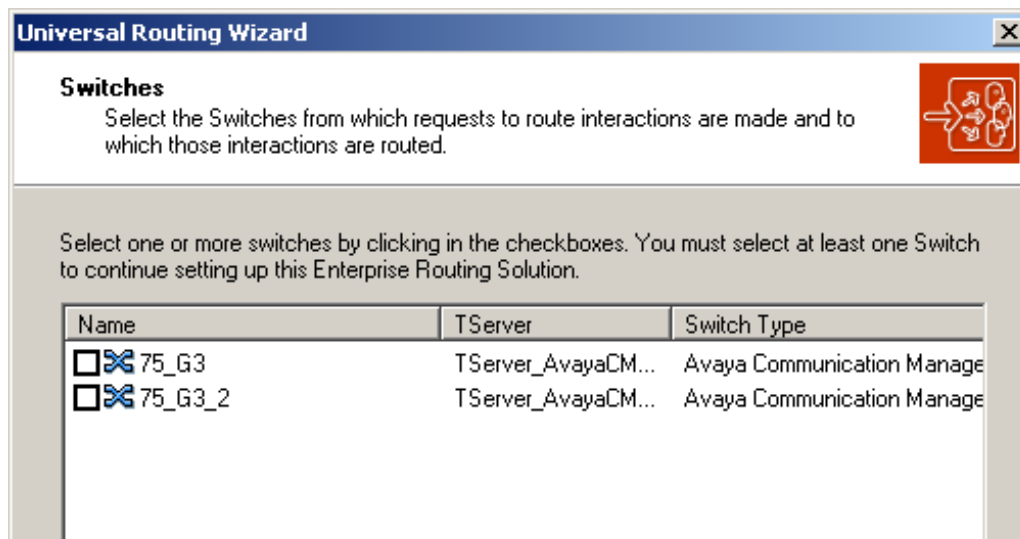 Universal Routing Wizard
Switches
Select the Switches from which requests to route interactions are made and to
which those interactions are routed.
Select one or more switches by clicking in the checkboxes. You must select at least one Switch
to continue setting up this Enterprise Routing Solution.
Name TServer Switch Type
75_G3 TServer_AvayaCM... Avaya Communication Manage
75_G3_2 TServer_AvayaCM... Avaya Communication Manage